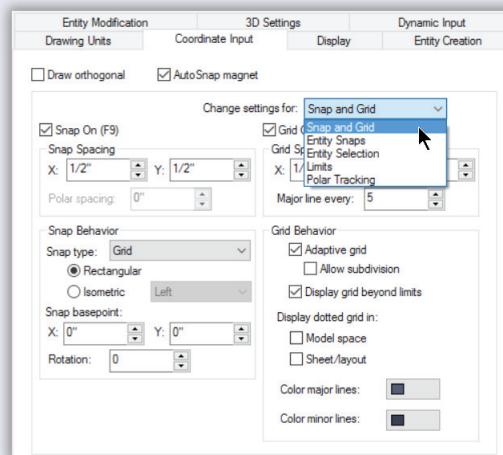 Entity Modification 3D Settings Dynamic Input
Drawing Units Coordinate Input Display Entity Creation
Draw orthogonal AutoSnap magnet
Change settings for: Snap and Grid
Snap On (F9) Grid
Snap and Grid
Entity Snaps
Entity Selection
Limits
Polar Tracking
Snap Spacing Grid
X: 1/2" Y: 1/2" X:
Polar spacing: 0" Major line every: 5
Snap Behavior Grid Behavior
Snap type: Grid Adaptive grid
Rectangular Allow subdivision
Isometric Left Display grid beyond limits
Snap basepoint: Display dotted grid in:
X: 0" Y: 0" Model space
Rotation: 0 Sheet/layout
Color major lines:
Color minor lines: